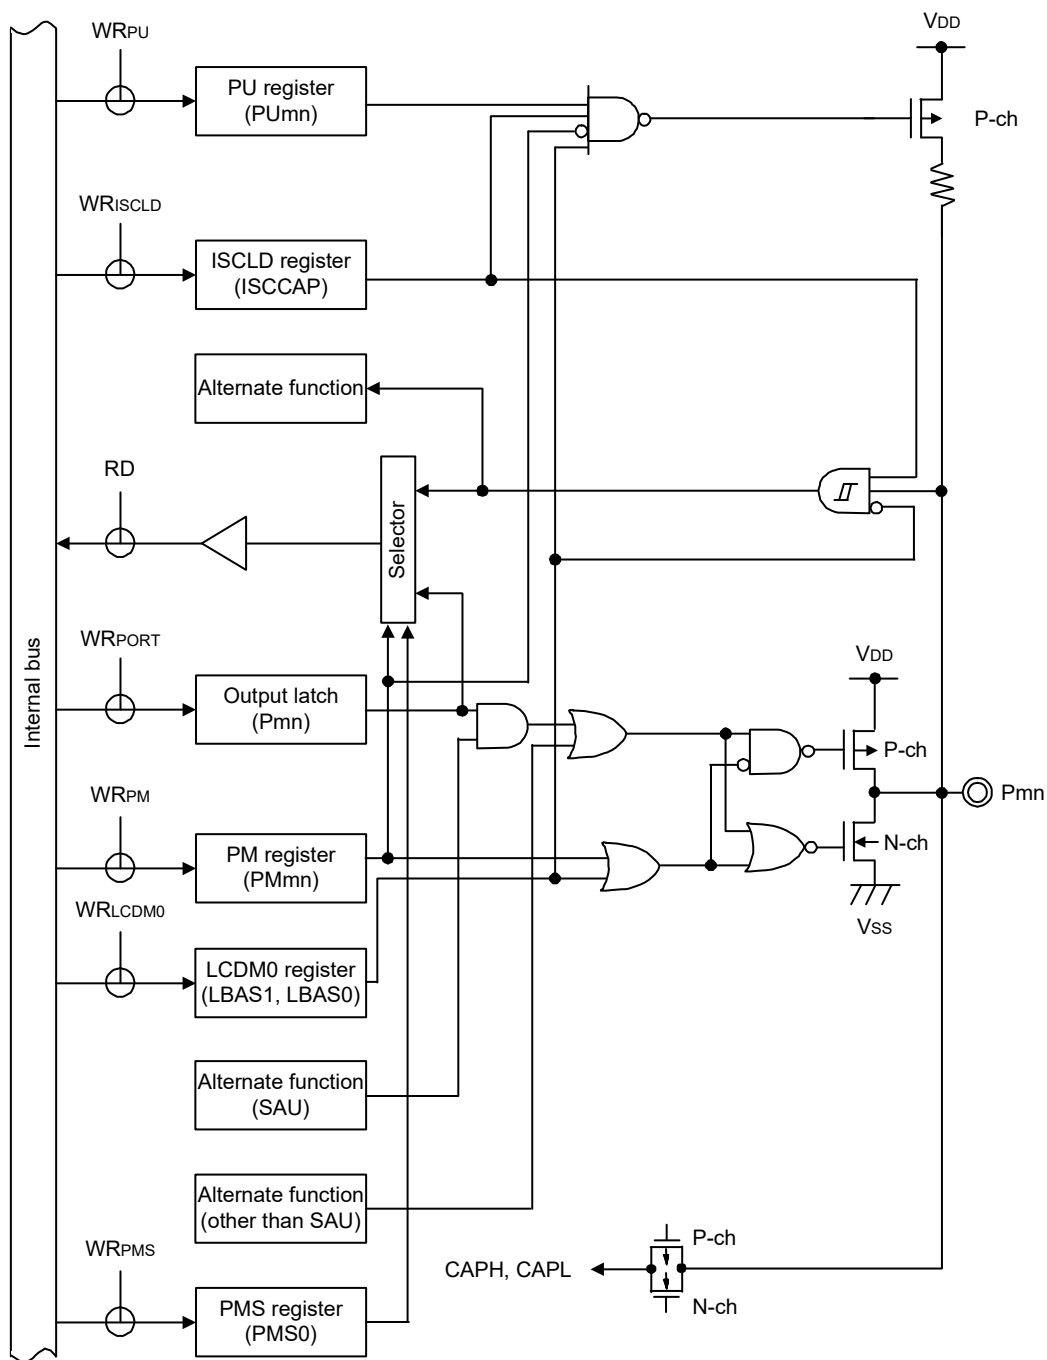 WRPU
VDD
PU register
(PUmn)
P-ch
WRISCLD
ISCLD register
(ISCCAP)
Alternate function
RD
Selector
Internal bus
WRPORT
VDD
Output latch
(Pmn)
P-ch
WRPM
Pmn
PM register
(PMmn)
N-ch
WRLCDM0
VSS
LCDM0 register
(LBAS1, LBAS0)
Alternate function
(SAU)
Alternate function
(other than SAU)
WRPMS
P-ch
CAPH, CAPL
N-ch
PMS register
(PMS0)